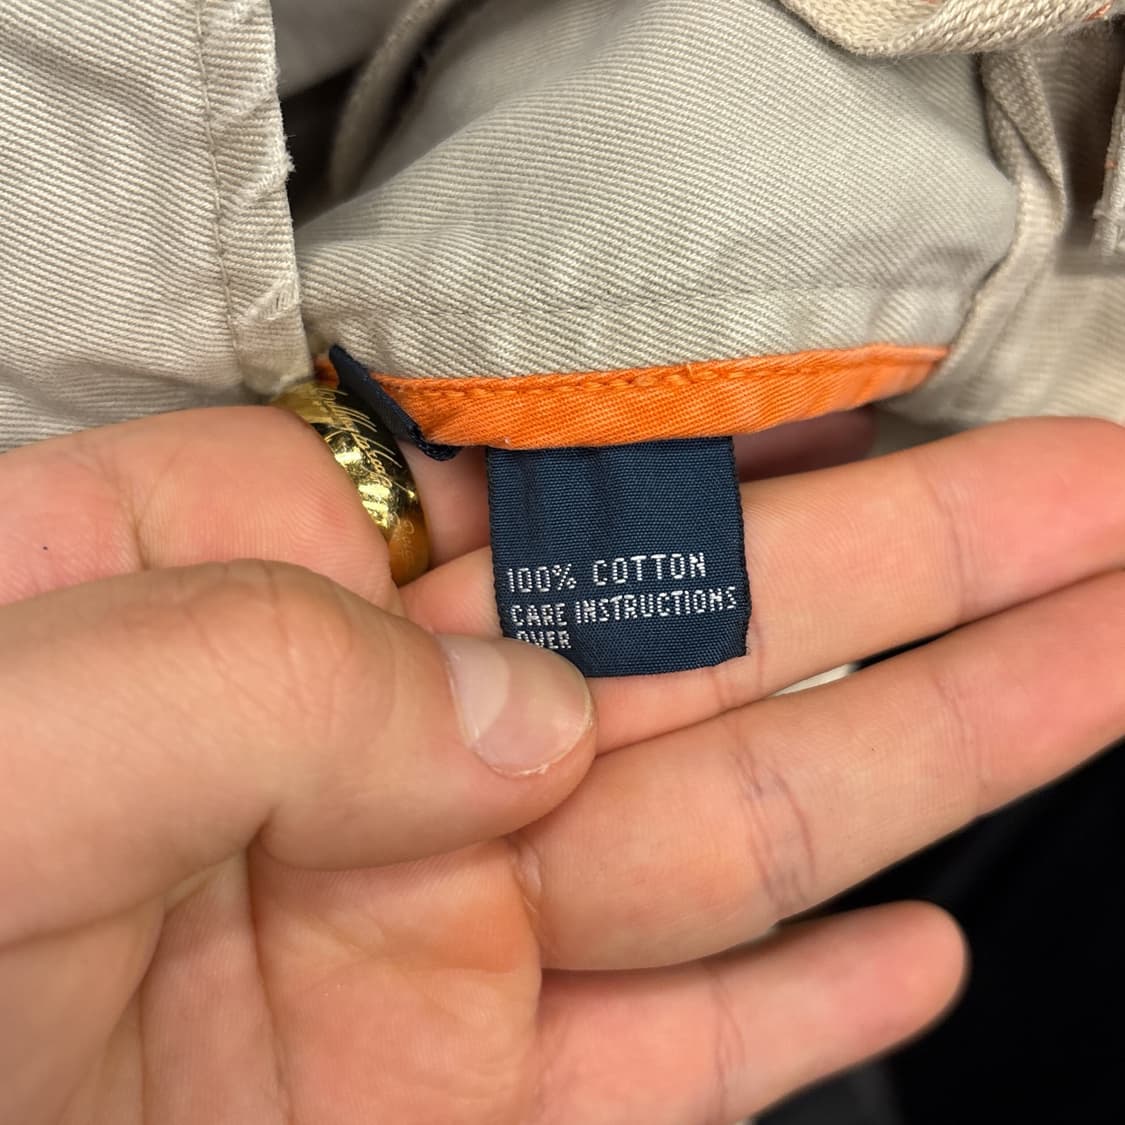 100% COTTON
CARE INSTRUCTIONS
OVER